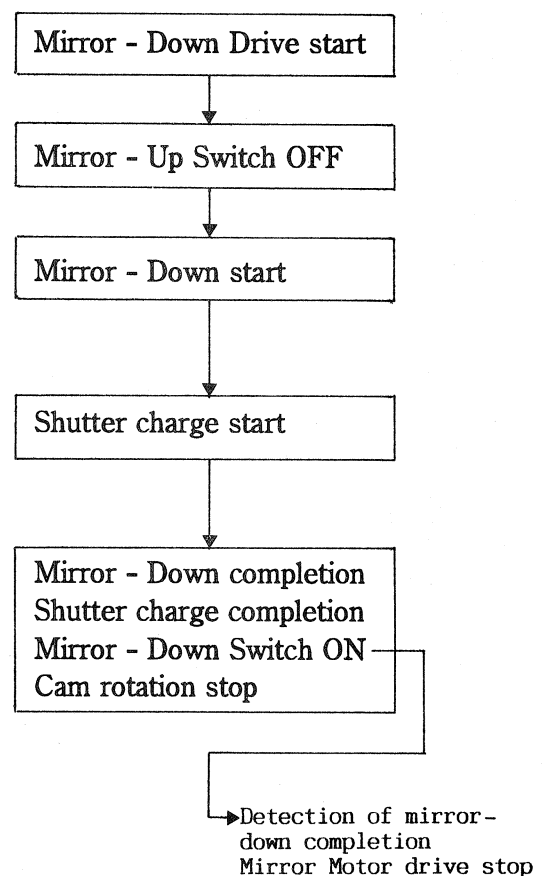 Mirror - Down Drive start
Mirror - Up Switch OFF
Mirror - Down start
Shutter charge start
Mirror - Down completion
Shutter charge completion
Mirror - Down Switch ON
Cam rotation stop
Detection of mirror-
down completion
Mirror Motor drive stop